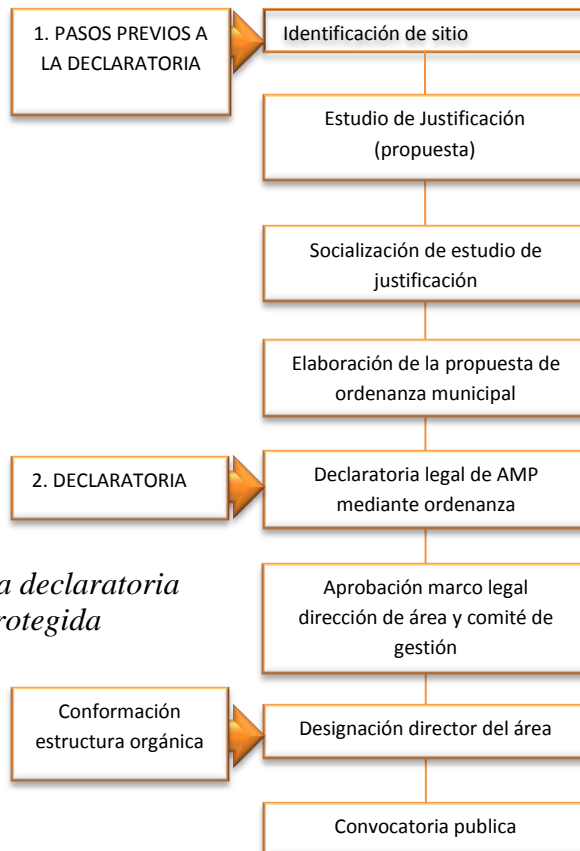 1. PASOS PREVIOS A
LA DECLARATORIA
Identificación de sitio
Estudio de Justificación
(propuesta)
Socialización de estudio de
justificación
Elaboración de la propuesta de
ordenanza municipal
2. DECLARATORIA
Declaratoria legal de AMP
mediante ordenanza
a declaratoria
rotegida
Aprobación marco legal
dirección de área y comité de
gestión
Conformación
estructura orgánica
Designación director del área
Convocatoria publica